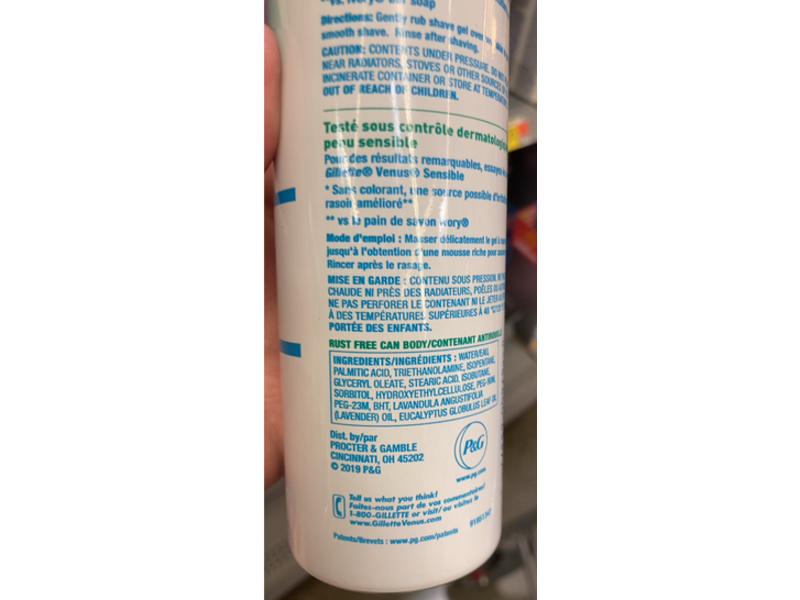 **vs. Ivory® bar soap
Directions: Gently rub shave gel over
smooth shave. Rinse after shaving.
CAUTION: CONTENTS UNDER PRESSURE. DO NOT
NEAR RADIATORS, STOVES OR OTHER SOURCES
INCINERATE CONTAINER OR STORE AT
OUT OF REACH OF CHILDREN.
Testé sous contrôle
peau sensible
Pour des résultats remarquables,
Gillette® Venus® Sensible
* Sans colorant, une source possible
rasoir amélioré**
** vs le pain de savon Ivory®
Mode d'emploi : Masser délicatement le gel
jusqu'à l'obtention d'une mousse riche pour
Rincer après le rasage.
MISE EN GARDE : CONTENU SOUS PRESSION.
CHAUDE NI PRÈS DES RADIATEURS, POÊLES OU
NE PAS PERFORER LE CONTENANT NI LE JETER AU
À DES TEMPÉRATURES SUPÉRIEURES À
PORTÉE DES ENFANTS.
RUST FREE CAN BODY/CONTENANT
INGREDIENTS/INGRÉDIENTS : WATER/EAU,
PALMITIC ACID, TRIETHANOLAMINE, ISOPENTANE,
GLYCERYL OLEATE, STEARIC ACID, ISOBUTANE,
SORBITOL, HYDROXYETHYLCELLULOSE, PEG-90M,
PEG-23M, BHT, LAVANDULA ANGUSTIFOLIA
(LAVENDER) OIL, EUCALYPTUS GLOBULUS LEAF OIL
Dist. by/par
PROCTER & GAMBLE
CINCINNATI, OH 45202
© 2019 P&G
P&G
www.pg.com
Tell us what you think!
Faites-nous part de vos commentaires!
1-800-GILLETTE or visit/ou visitez le
www.GilletteVenus.com
Patents/Brevets : www.pg.com/patents